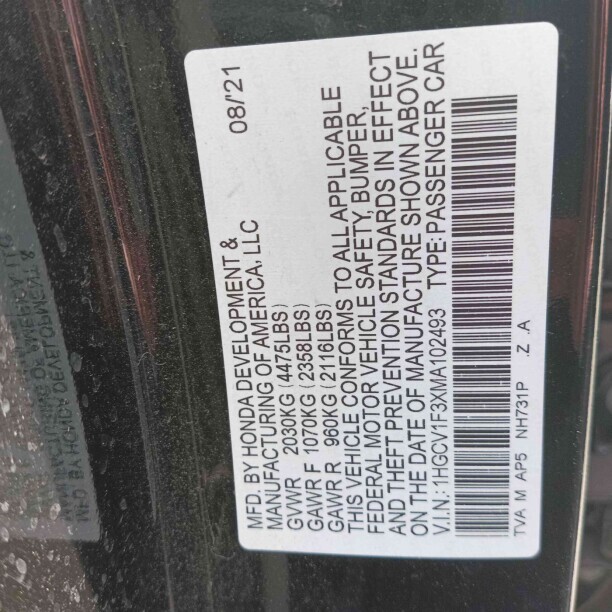 MFD. BY HONDA DEVELOPMENT & 08/'21
MANUFACTURING OF AMERICA, LLC
GVWR 2030KG (4475LBS)
GAWR F 1070KG (2358LBS)
GAWR R 960KG (2116LBS)
THIS VEHICLE CONFORMS TO ALL APPLICABLE
FEDERAL MOTOR VEHICLE SAFETY, BUMPER,
AND THEFT PREVENTION STANDARDS IN EFFECT
ON THE DATE OF MANUFACTURE SHOWN ABOVE.
V.I.N.: 1HGCV1F3XMA102493 TYPE: PASSENGER CAR
TVA M AP5 NH731P .Z .A